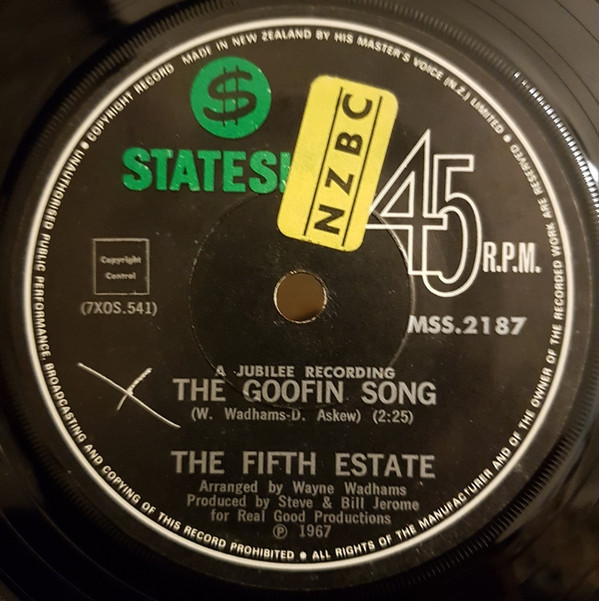 MADE IN NEW ZEALAND BY HIS MASTER'S VOICE (N.Z.) LIMITED • ALL RIGHTS OF THE MANUFACTURER AND OF THE OWNER OF THE RECORDED WORK ARE RESERVED
UNAUTHORISED PUBLIC PERFORMANCE, BROADCASTING AND COPYING OF THIS RECORD PROHIBITED • COPYRIGHT RECORD
$
STATESI
NZBC
45
R.P.M.
Copyright
Control
(7XOS.541)
MSS.2187
A JUBILEE RECORDING
THE GOOFIN SONG
(W. Wadhams-D. Askew) (2:25)
THE FIFTH ESTATE
Arranged by Wayne Wadhams
Produced by Steve & Bill Jerome
for Real Good Productions
℗ 1967